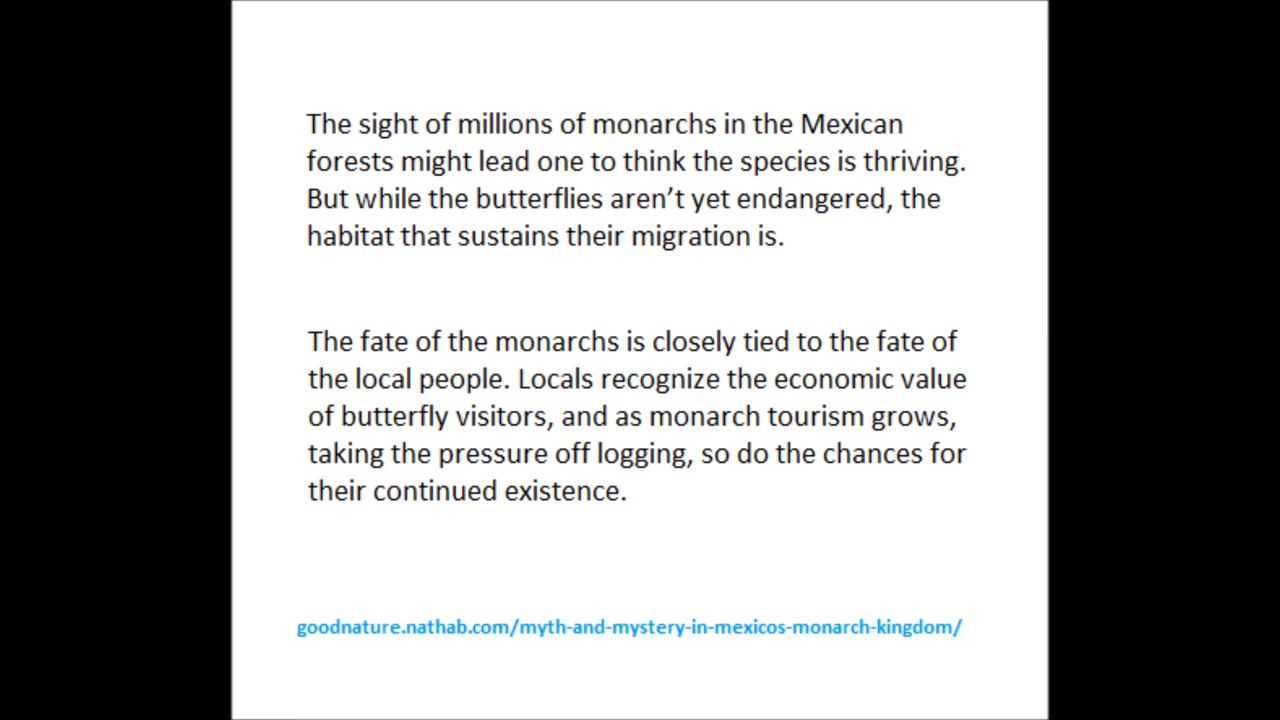 The sight of millions of monarchs in the Mexican
forests might lead one to think the species is thriving.
But while the butterflies aren’t yet endangered, the
habitat that sustains their migration is.
The fate of the monarchs is closely tied to the fate of
the local people. Locals recognize the economic value
of butterfly visitors, and as monarch tourism grows,
taking the pressure off logging, so do the chances for
their continued existence.
goodnature.nathab.com/myth-and-mystery-in-mexicos-monarch-kingdom/